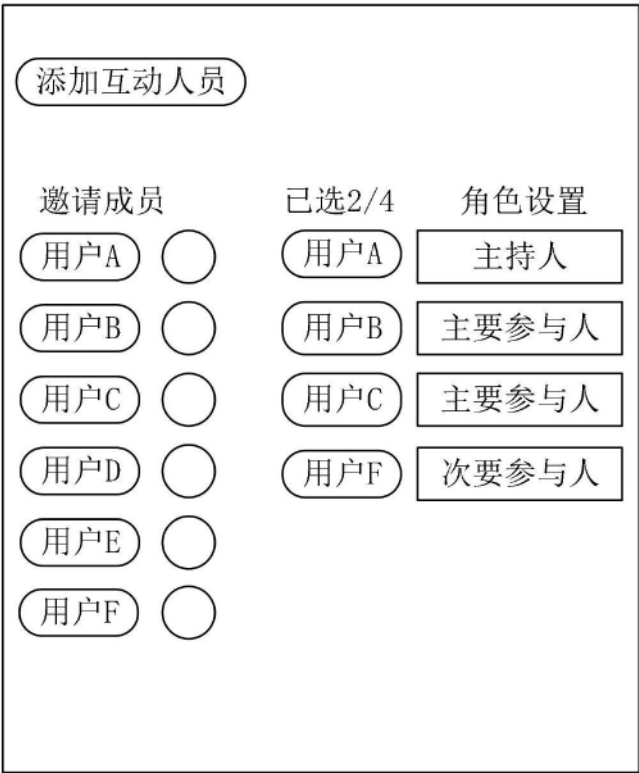 添加互动人员
邀请成员 已选2/4 角色设置
用户A 用户A 主持人
用户B 用户B 主要参与人
用户C 用户C 主要参与人
用户D 用户F 次要参与人
用户E
用户F